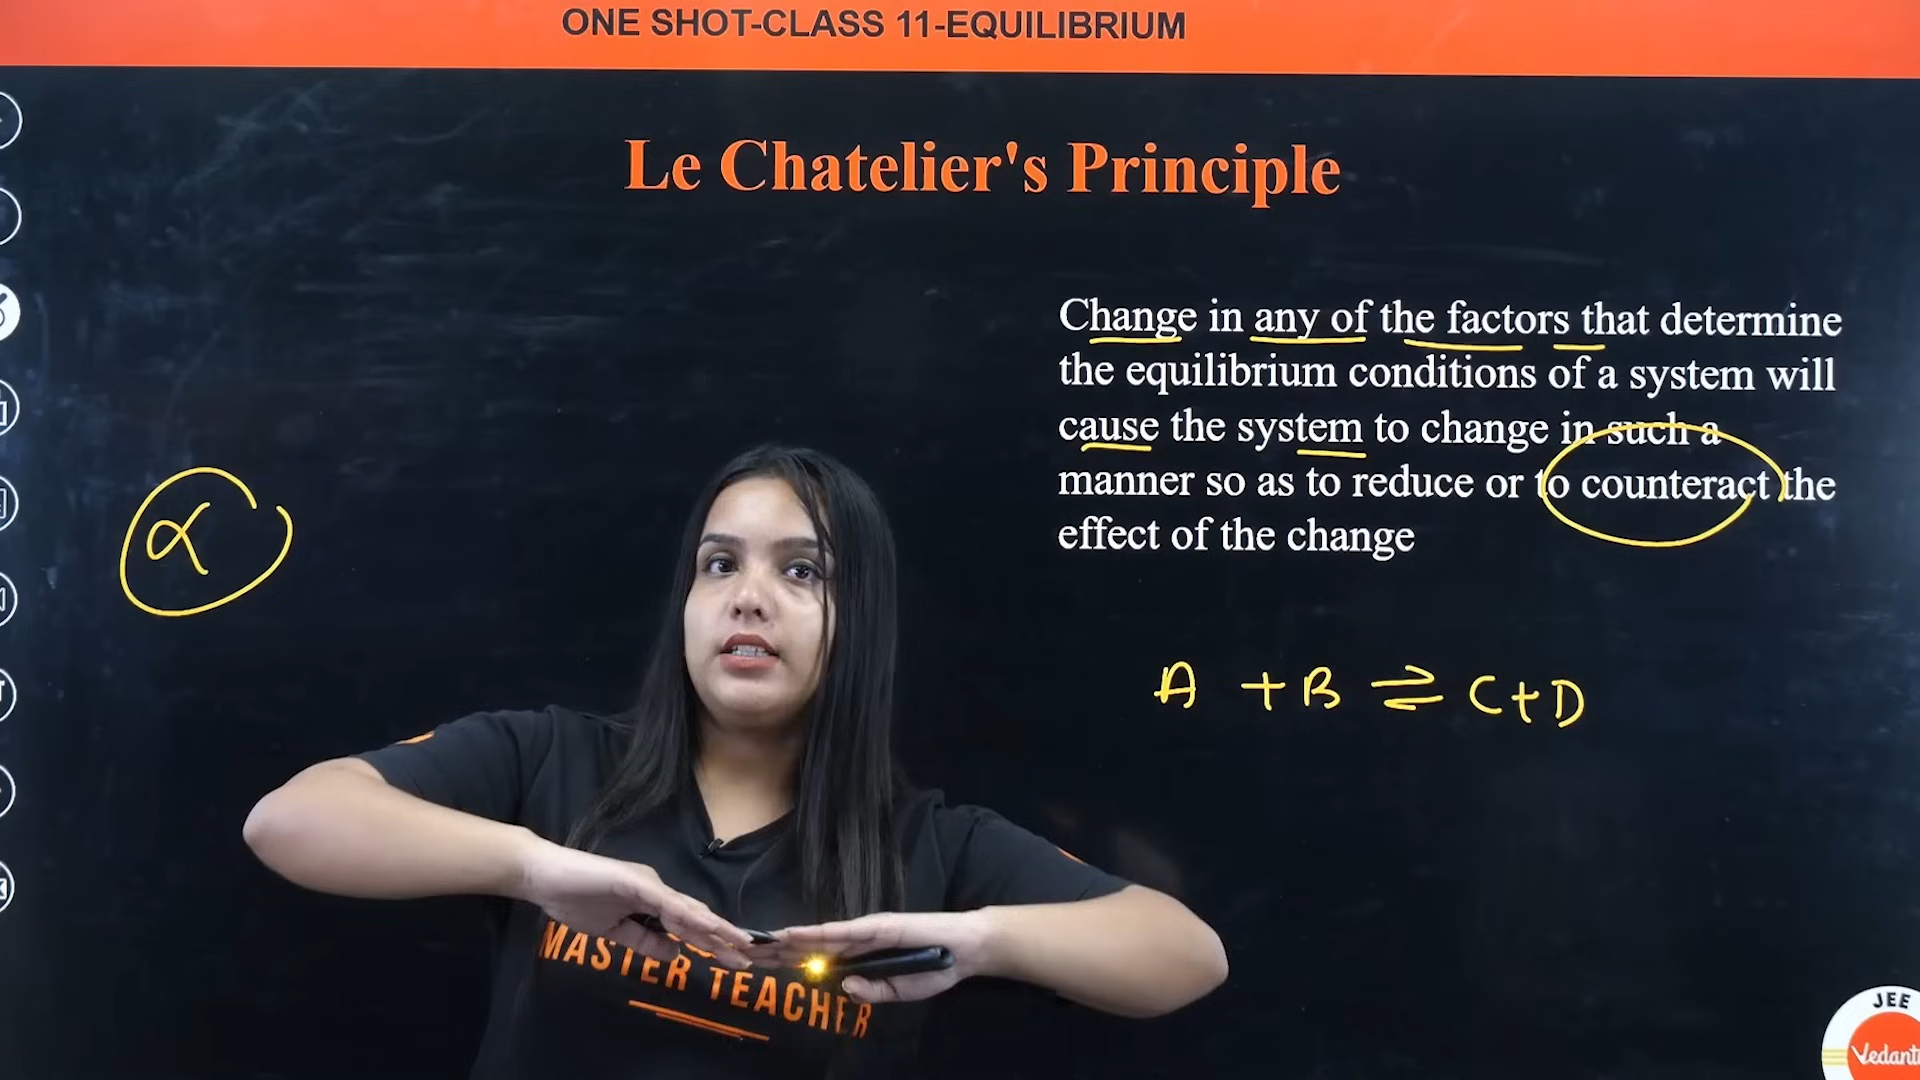 ONE SHOT-CLASS 11-EQUILIBRIUM
Le Chatelier's Principle
Change in any of the factors that determine
the equilibrium conditions of a system will
cause the system to change in such a
manner so as to reduce or to counteract the
effect of the change
α
A + B ⇌ C + D
MASTER TEACHER
JEE